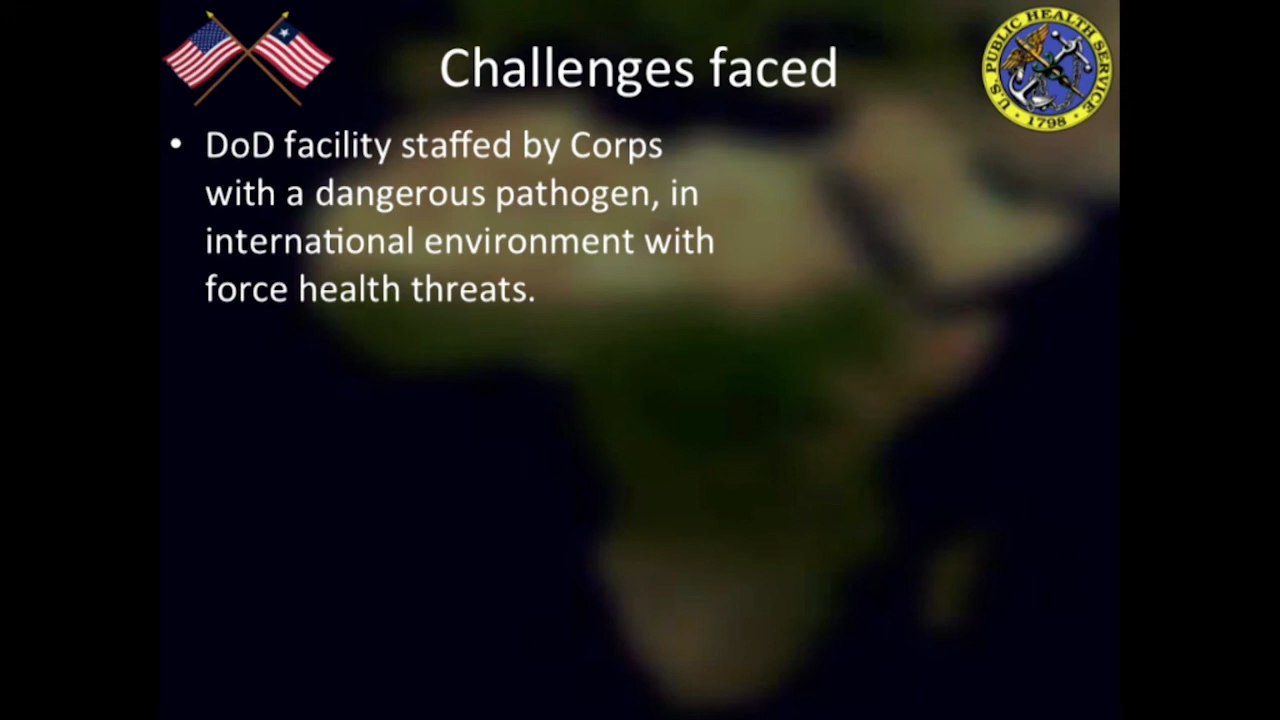 Challenges faced
U.S. PUBLIC HEALTH SERVICE
1798
• DoD facility staffed by Corps
with a dangerous pathogen, in
international environment with
force health threats.